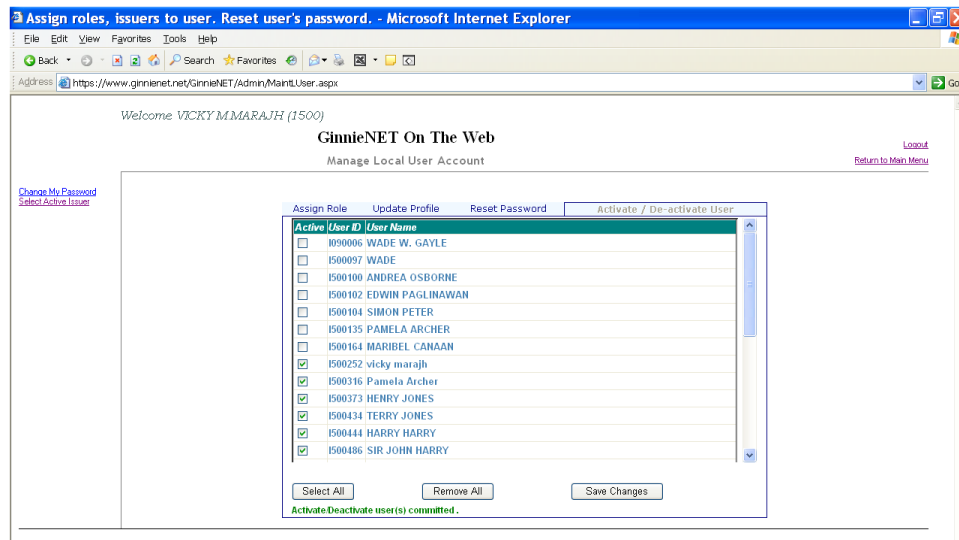 Assign roles, issuers to user. Reset user's password. - Microsoft Internet Explorer
File Edit View Favorites Tools Help
Back Search Favorites
Address https://www.ginnienet.net/GinnieNET/Admin/MaintLUser.aspx Go
Welcome VICKY M.MARAJH (1500)
GinnieNET On The Web
Logout
Manage Local User Account
Return to Main Menu
Change My Password
Select Active Issuer
Assign Role Update Profile Reset Password Activate / De-activate User
Active User ID User Name
I090006 WADE W. GAYLE
I500097 WADE
I500100 ANDREA OSBORNE
I500102 EDWIN PAGLINAWAN
I500104 SIMON PETER
I500135 PAMELA ARCHER
I500164 MARIBEL CANAAN
I500252 vicky marajh
I500316 Pamela Archer
I500373 HENRY JONES
I500434 TERRY JONES
I500444 HARRY HARRY
I500486 SIR JOHN HARRY
Select All Remove All Save Changes
Activate/Deactivate user(s) committed .